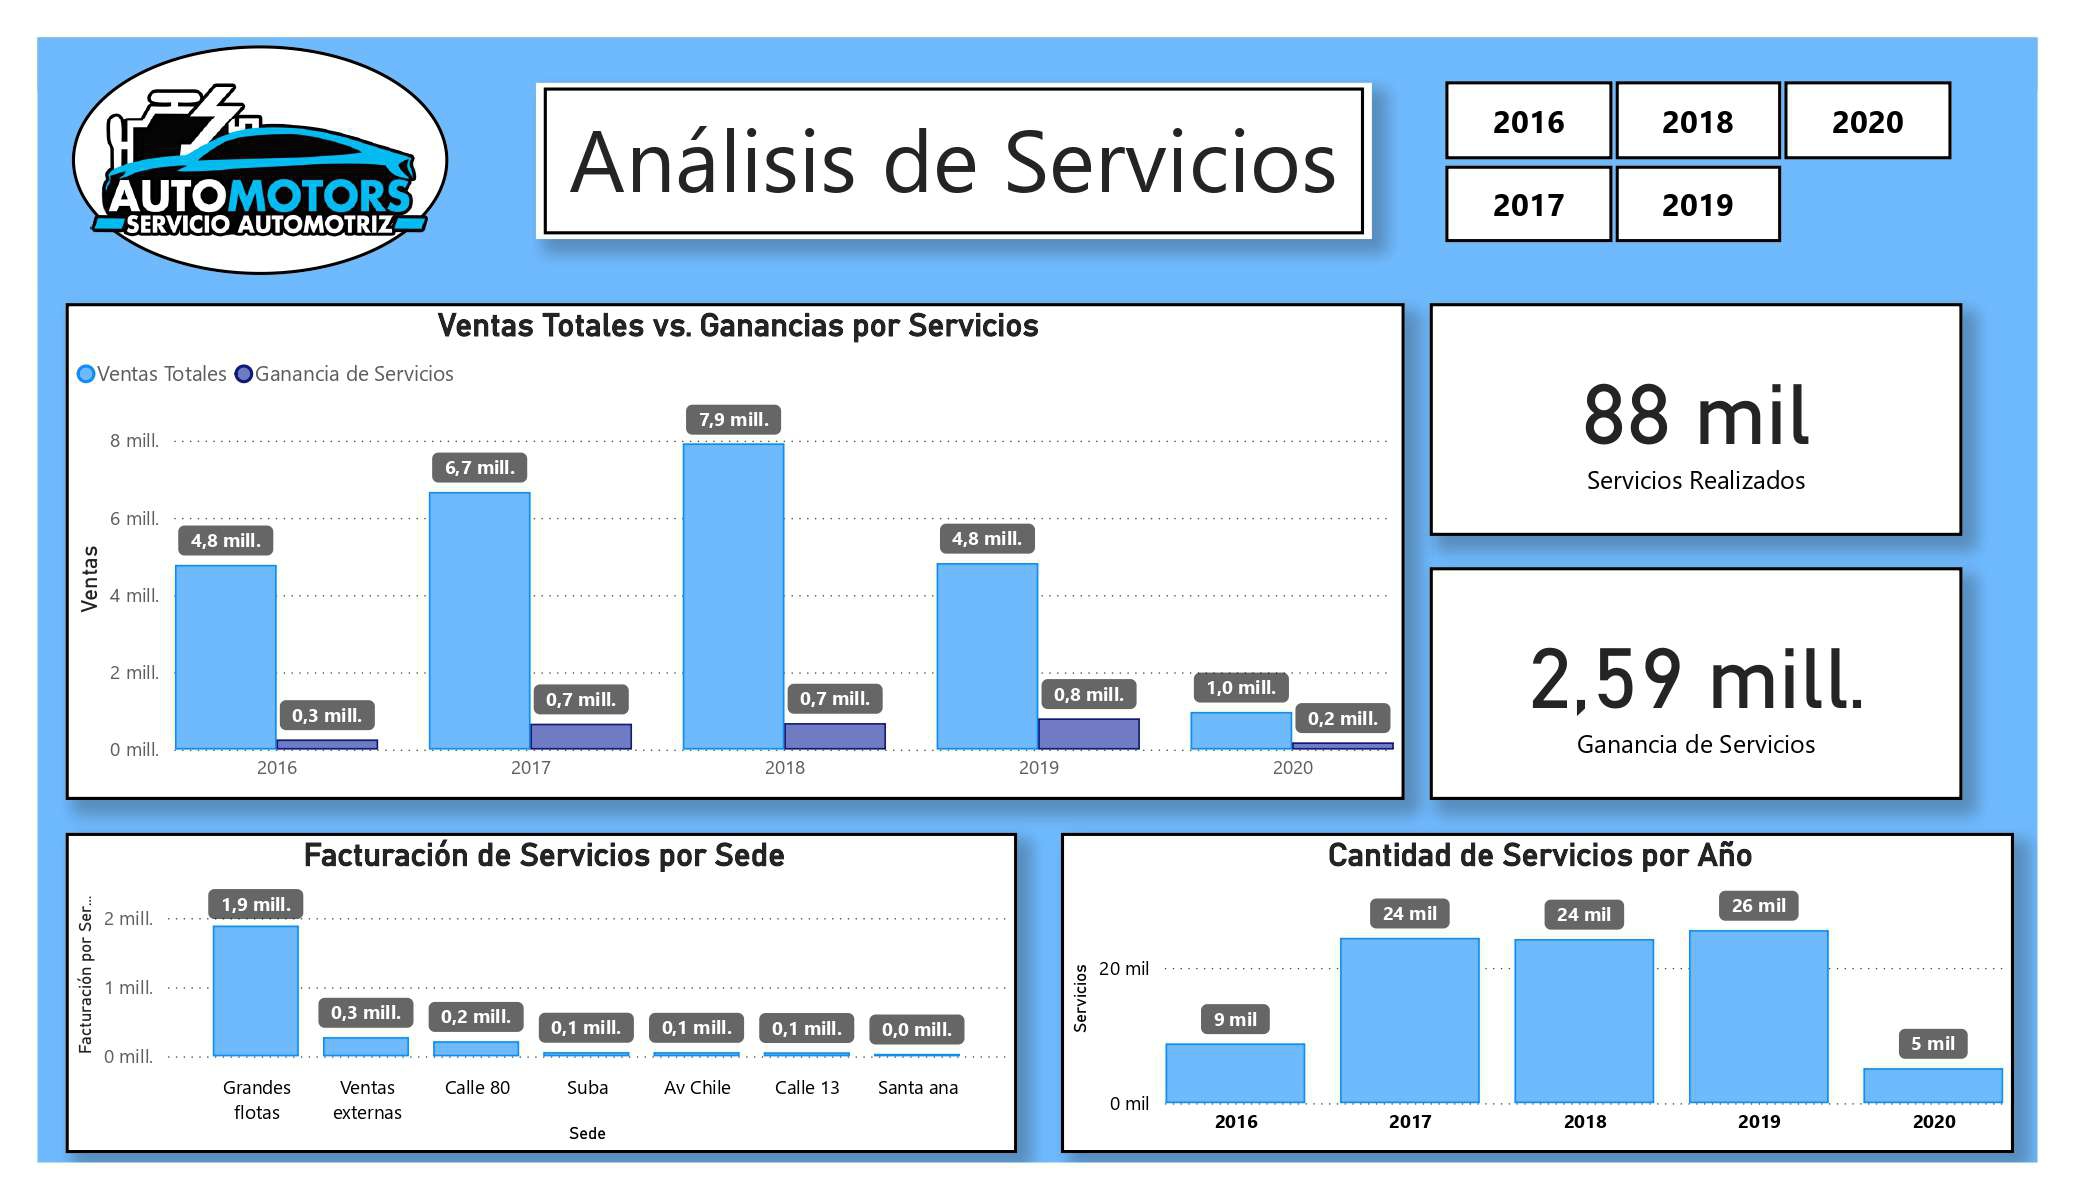 AUTOMOTORS
SERVICIO AUTOMOTRIZ
Análisis de Servicios
2016
2018
2020
2017
2019
Ventas Totales vs. Ganancias por Servicios
Ventas Totales
Ganancia de Servicios
Ventas
8 mill.
6 mill.
4 mill.
2 mill.
0 mill.
4,8 mill.
0,3 mill.
6,7 mill.
0,7 mill.
7,9 mill.
0,7 mill.
4,8 mill.
0,8 mill.
1,0 mill.
0,2 mill.
2016
2017
2018
2019
2020
88 mil
Servicios Realizados
2,59 mill.
Ganancia de Servicios
Facturación de Servicios por Sede
Facturación por Ser...
2 mill.
1 mill.
0 mill.
1,9 mill.
0,3 mill.
0,2 mill.
0,1 mill.
0,1 mill.
0,1 mill.
0,0 mill.
Grandes
flotas
Ventas
externas
Calle 80
Suba
Av Chile
Calle 13
Santa ana
Sede
Cantidad de Servicios por Año
Servicios
20 mil
0 mil
9 mil
24 mil
24 mil
26 mil
5 mil
2016
2017
2018
2019
2020